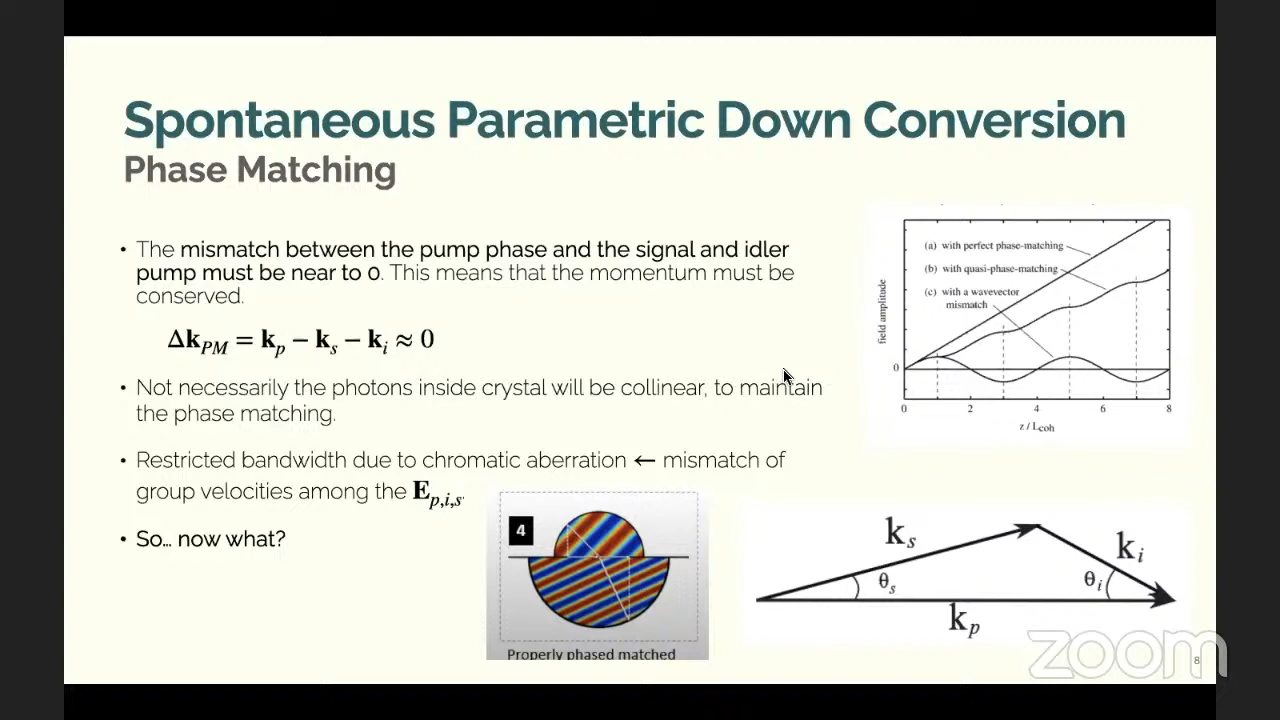 Spontaneous Parametric Down Conversion
Phase Matching
• The mismatch between the pump phase and the signal and idler
pump must be near to 0. This means that the momentum must be
conserved.
Δk_PM = k_p − k_s − k_i ≈ 0
• Not necessarily the photons inside crystal will be collinear, to maintain
the phase matching.
• Restricted bandwidth due to chromatic aberration ← mismatch of
group velocities among the E_p,i,s.
• So... now what?
(a) with perfect phase-matching
(b) with quasi-phase-matching
(c) with a wavevector
mismatch
field amplitude
0
0 2 4 6 8
z / L_coh
4
Properly phased matched
k_s
k_i
θ_s
θ_i
k_p
zoom
8